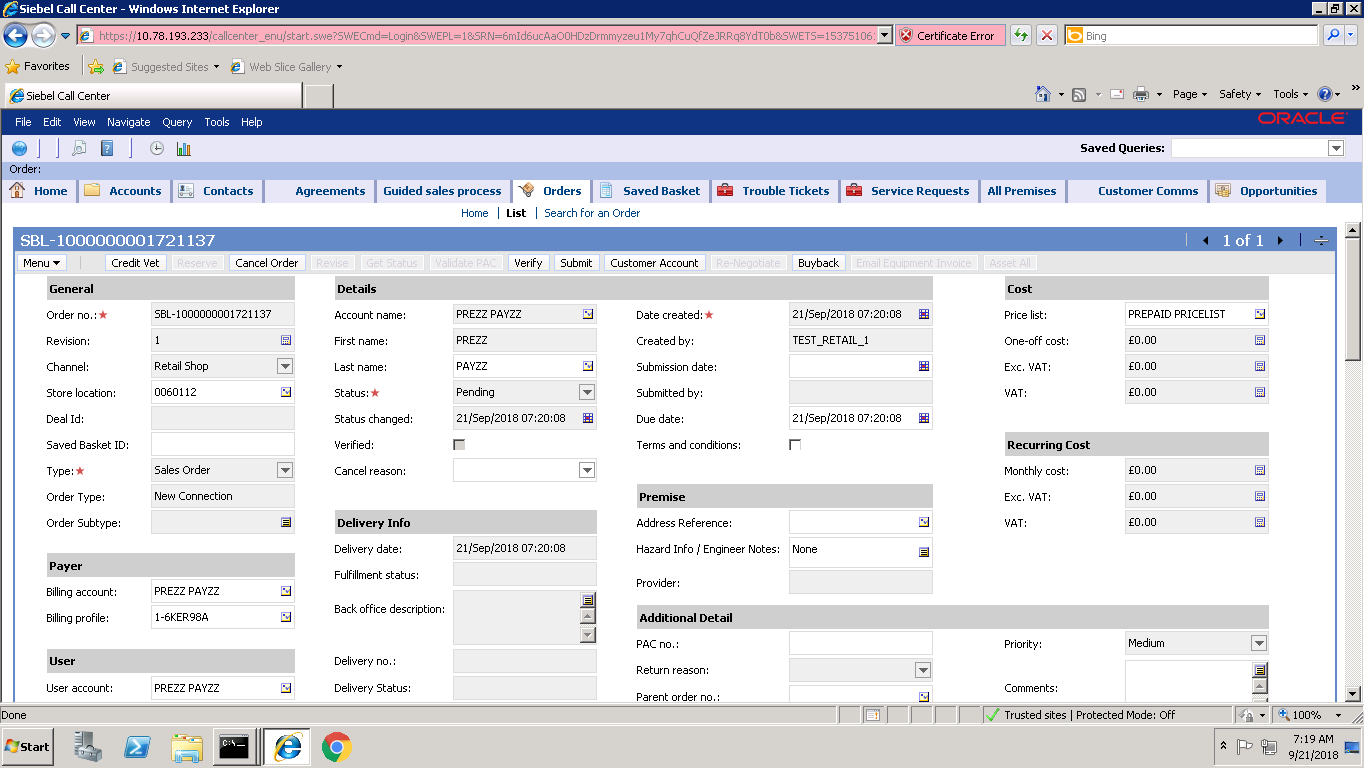 Siebel Call Center - Windows Internet Explorer
https://10.78.193.233/callcenter_enu/start.swe?SWECmd=Login&SWEPL=1&SRN=6mId6ucAaO0HDzDrmmyzeu1My7qhCuQfZeJRRq8YdT0b&SWETS=1537510 Certificate Error Bing
Favorites Suggested Sites Web Slice Gallery
Siebel Call Center Page Safety Tools
File Edit View Navigate Query Tools Help ORACLE
Saved Queries:
Order:
Home Accounts Contacts Agreements Guided sales process Orders Saved Basket Trouble Tickets Service Requests All Premises Customer Comms Opportunities
Home List Search for an Order
SBL-1000000001721137 1 of 1
Menu Credit Vet Reserve Cancel Order Revise Get Status Validate PAC Verify Submit Customer Account Re-Negotiate Buyback Email Equipment Invoice Asset All
General Details Cost
Order no.:★ SBL-1000000001721137 Account name: PREZZ PAYZZ Date created:★ 21/Sep/2018 07:20:08 Price list: PREPAID PRICELIST
Revision: 1 First name: PREZZ Created by: TEST_RETAIL_1 One-off cost: £0.00
Channel: Retail Shop Last name: PAYZZ Submission date: Exc. VAT: £0.00
Store location: 0060112 Status:★ Pending Submitted by: VAT: £0.00
Deal Id: Status changed: 21/Sep/2018 07:20:08 Due date: 21/Sep/2018 07:20:08
Saved Basket ID: Verified: Terms and conditions: Recurring Cost
Type:★ Sales Order Cancel reason: Monthly cost: £0.00
Order Type: New Connection Premise Exc. VAT: £0.00
Order Subtype: Delivery Info Address Reference: VAT: £0.00
Delivery date: 21/Sep/2018 07:20:08 Hazard Info / Engineer Notes: None
Payer Fulfillment status: Provider:
Billing account: PREZZ PAYZZ Back office description:
Billing profile: 1-6KER98A Additional Detail
PAC no.: Priority: Medium
User Delivery no.: Return reason:
User account: PREZZ PAYZZ Delivery Status: Parent order no.: Comments:
Done Trusted sites | Protected Mode: Off 100%
Start 7:19 AM
9/21/2018